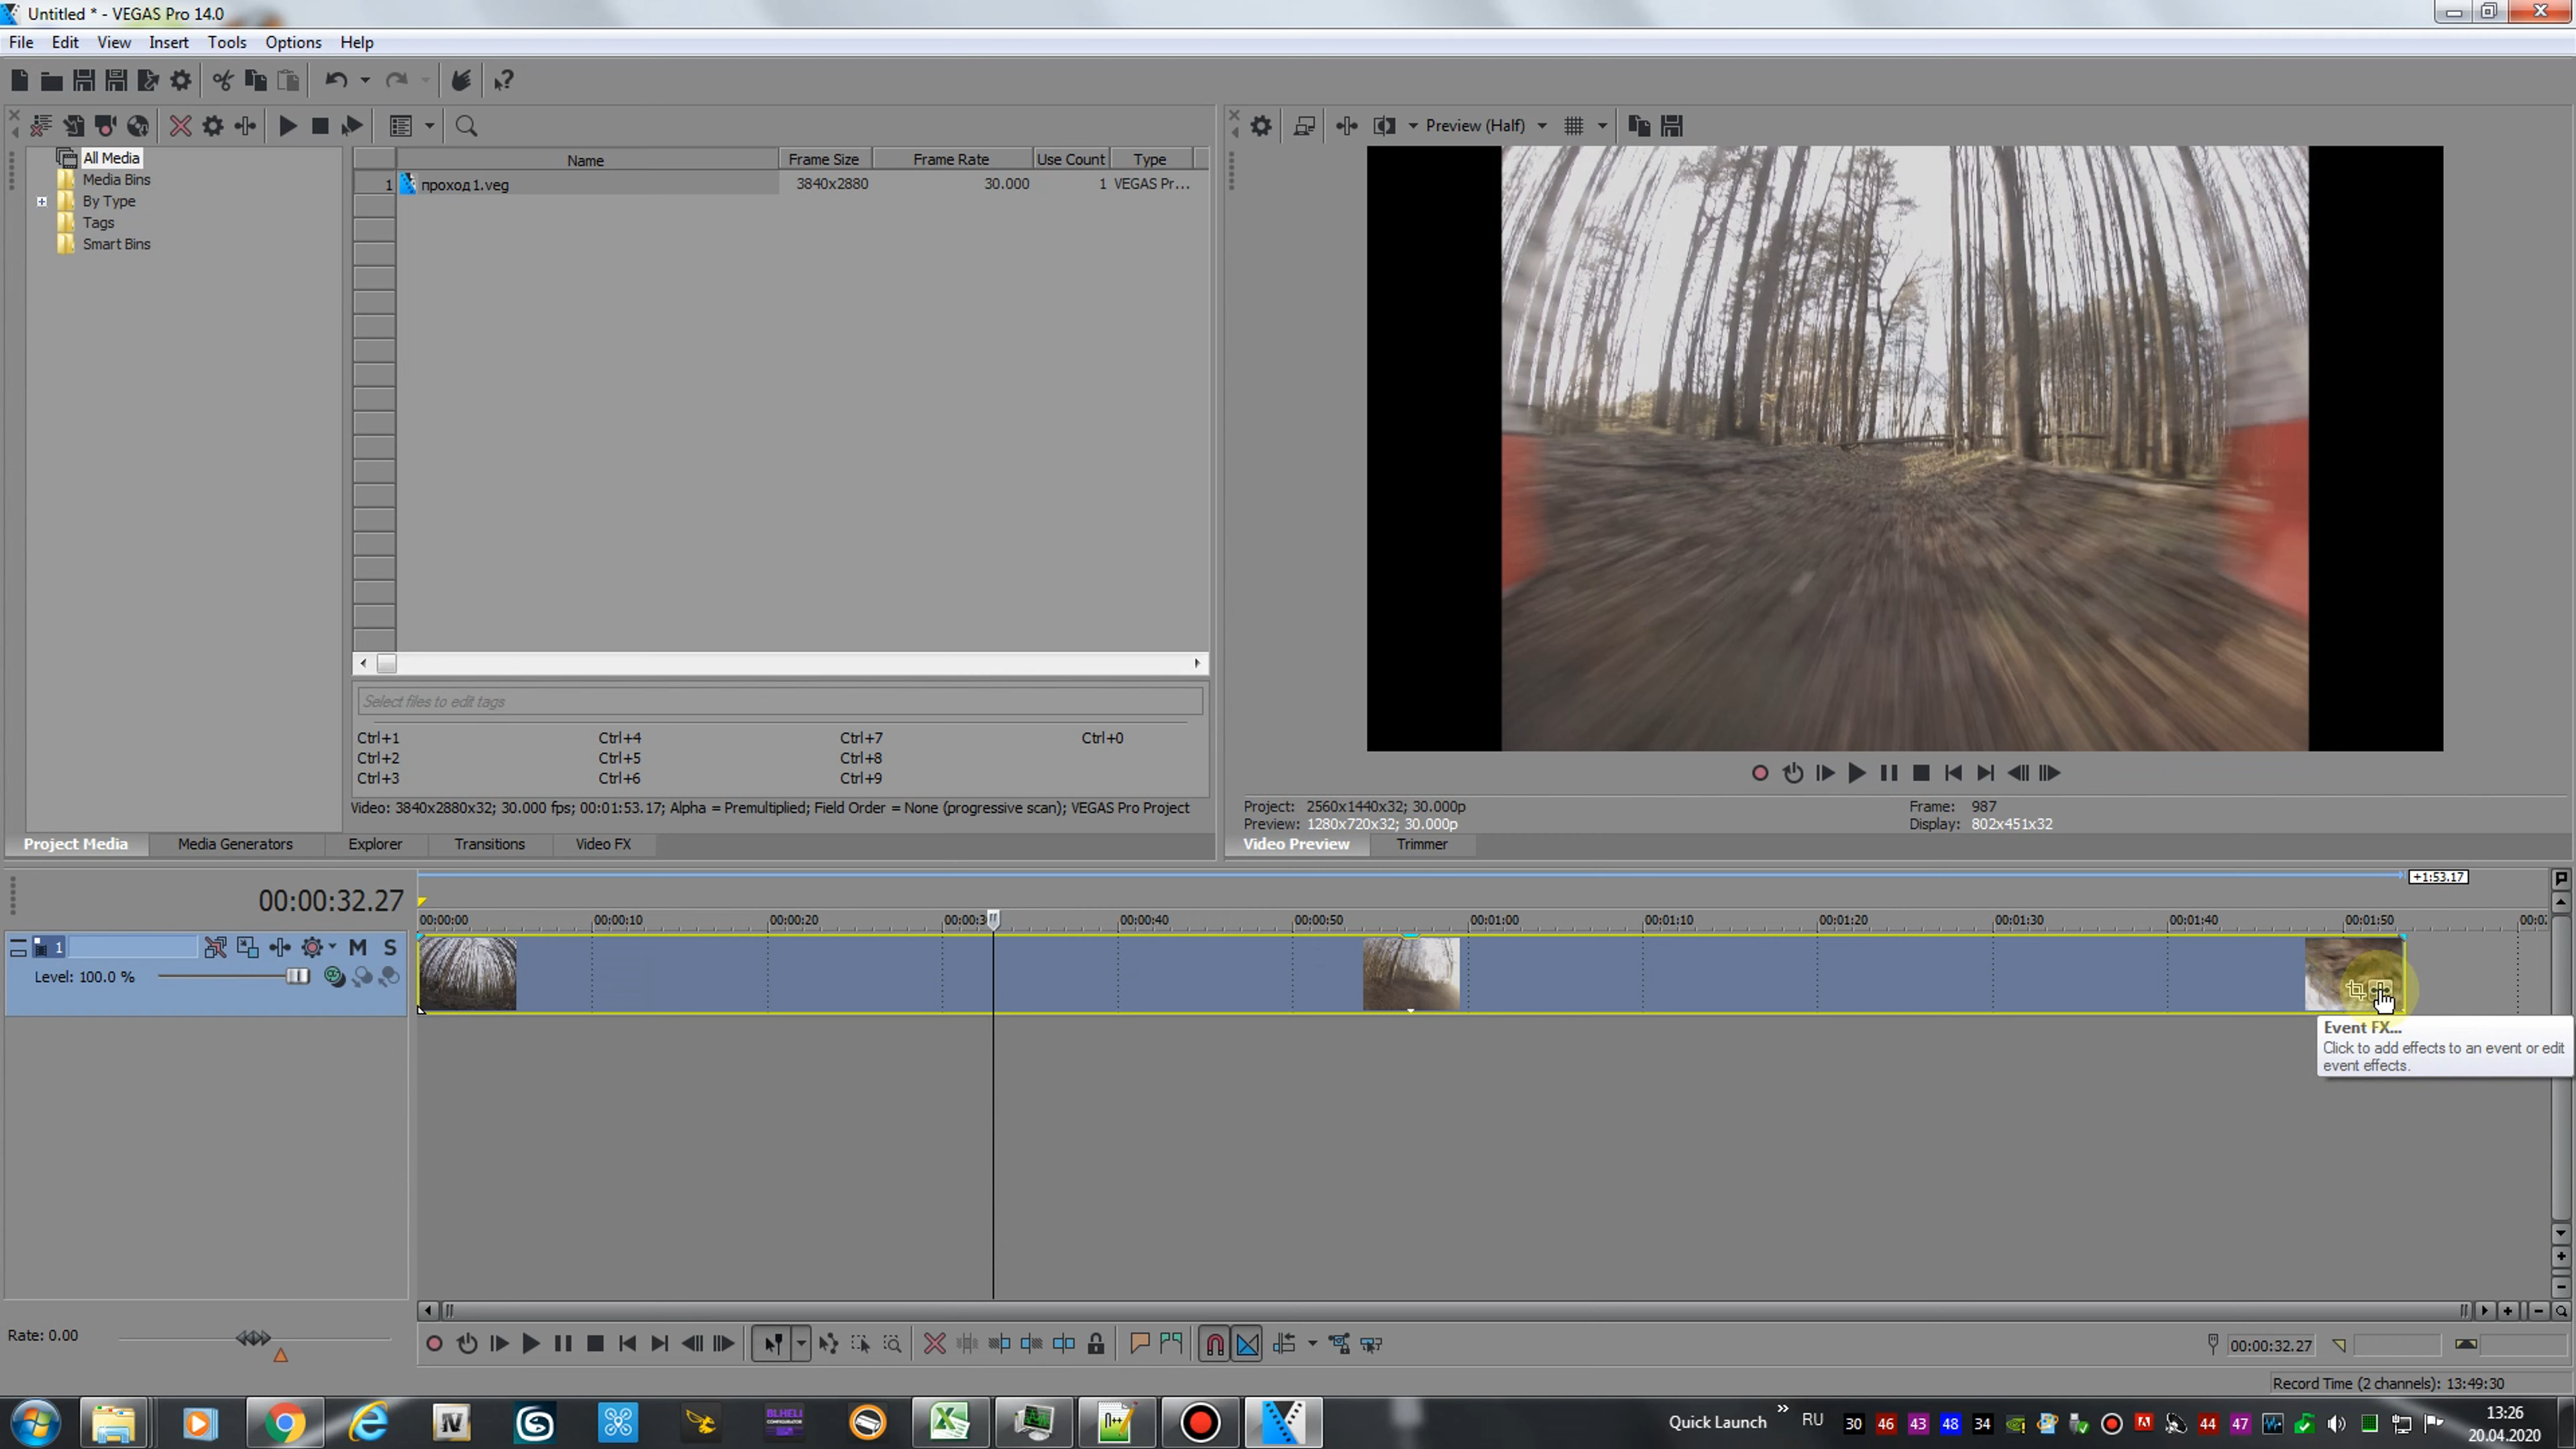 Untitled * - VEGAS Pro 14.0
File Edit View Insert Tools Options Help
Preview (Half)
All Media
Media Bins
By Type
Tags
Smart Bins
Name Frame Size Frame Rate Use Count Type
1 проход1.veg 3840x2880 30.000 1 VEGAS Pr...
Select files to edit tags
Ctrl+1 Ctrl+4 Ctrl+7 Ctrl+0
Ctrl+2 Ctrl+5 Ctrl+8
Ctrl+3 Ctrl+6 Ctrl+9
Video: 3840x2880x32; 30.000 fps; 00:01:53.17; Alpha = Premultiplied; Field Order = None (progressive scan); VEGAS Pro Project
Project: 2560x1440x32; 30.000p Frame: 987
Preview: 1280x720x32; 30.000p Display: 802x451x32
Project Media Media Generators Explorer Transitions Video FX
Video Preview Trimmer
+1:53.17
00:00:32.27
00:00:00 00:00:10 00:00:20 00:00:3 00:00:40 00:00:50 00:01:00 00:01:10 00:01:20 00:01:30 00:01:40 00:01:50 00:0
1 M S
Level: 100.0 %
Event FX...
Click to add effects to an event or edit
event effects.
Rate: 0.00
00:00:32.27
Record Time (2 channels): 13:49:30
BLHELI
CONFIGURATOR
Quick Launch » RU 30 46 43 48 34 44 47
13:26
20.04.2020